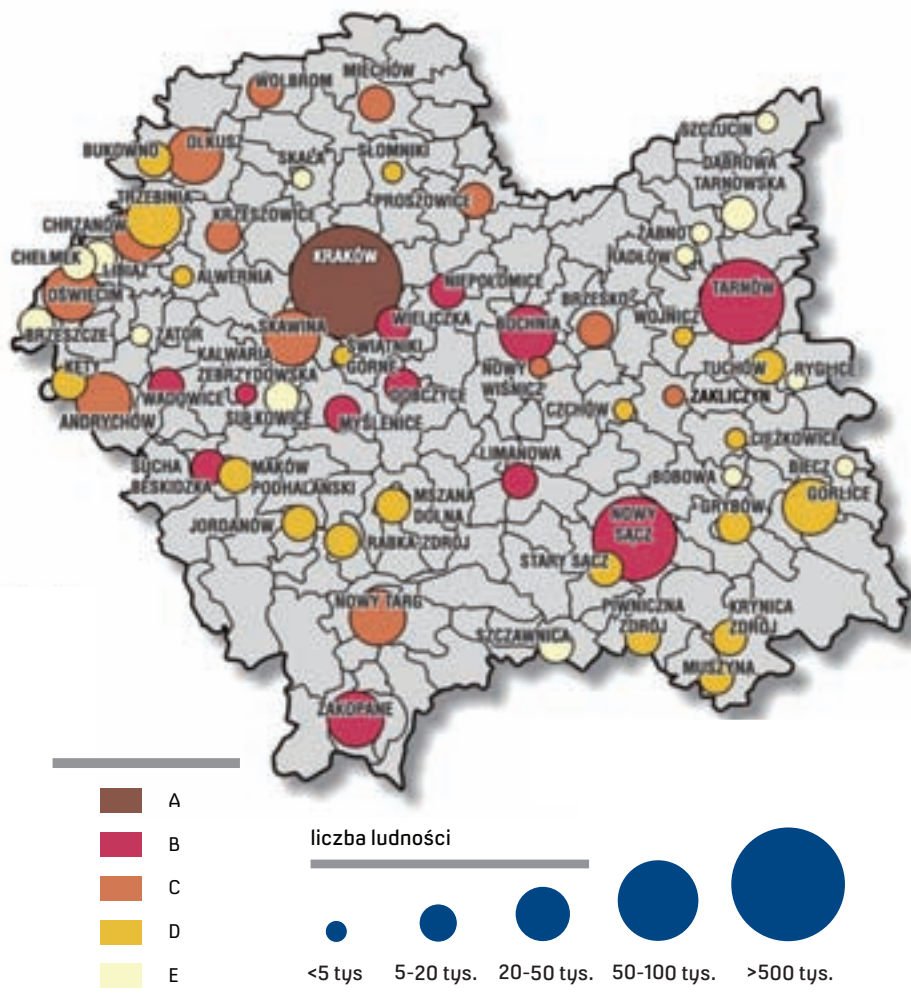 WOLBROM
MIECHÓW
SZCZUCIN
BUKOWNO
OLKUSZ
SKAŁA
SŁOMNIKI
DĄBROWA
TARNOWSKA
TRZEBINIA
PROSZOWICE
CHRZANÓW
KRZESZOWICE
ŻABNO
CHEŁMEK
LIBIĄŻ
ALWERNIA
KRAKÓW
NIEPOŁOMICE
RADŁÓW
OŚWIĘCIM
TARNÓW
BRZESZCZE
ZATOR
SKAWINA
WIELICZKA
BOCHNIA
BRZESKO
WOJNICZ
KĘTY
KALWARIA
ZEBRZYDOWSKA
ŚWIĄTNIKI
GÓRNE
NOWY
WIŚNICZ
TUCHÓW
RYGLICE
ANDRYCHÓW
WADOWICE
SUŁKOWICE
DOBCZYCE
MYŚLENICE
CZCHÓW
ZAKLICZYN
CIĘŻKOWICE
SUCHA
BESKIDZKA
MAKÓW
PODHALAŃSKI
LIMANOWA
BOBOWA
BIECZ
JORDANÓW
MSZANA
DOLNA
RABKA-ZDRÓJ
NOWY
SĄCZ
GRYBÓW
GORLICE
STARY SĄCZ
NOWY TARG
SZCZAWNICA
PIWNICZNA
ZDRÓJ
KRYNICA
ZDRÓJ
MUSZYNA
ZAKOPANE
A
B
C
D
E
liczba ludności
<5 tys
5-20 tys.
20-50 tys.
50-100 tys.
>500 tys.